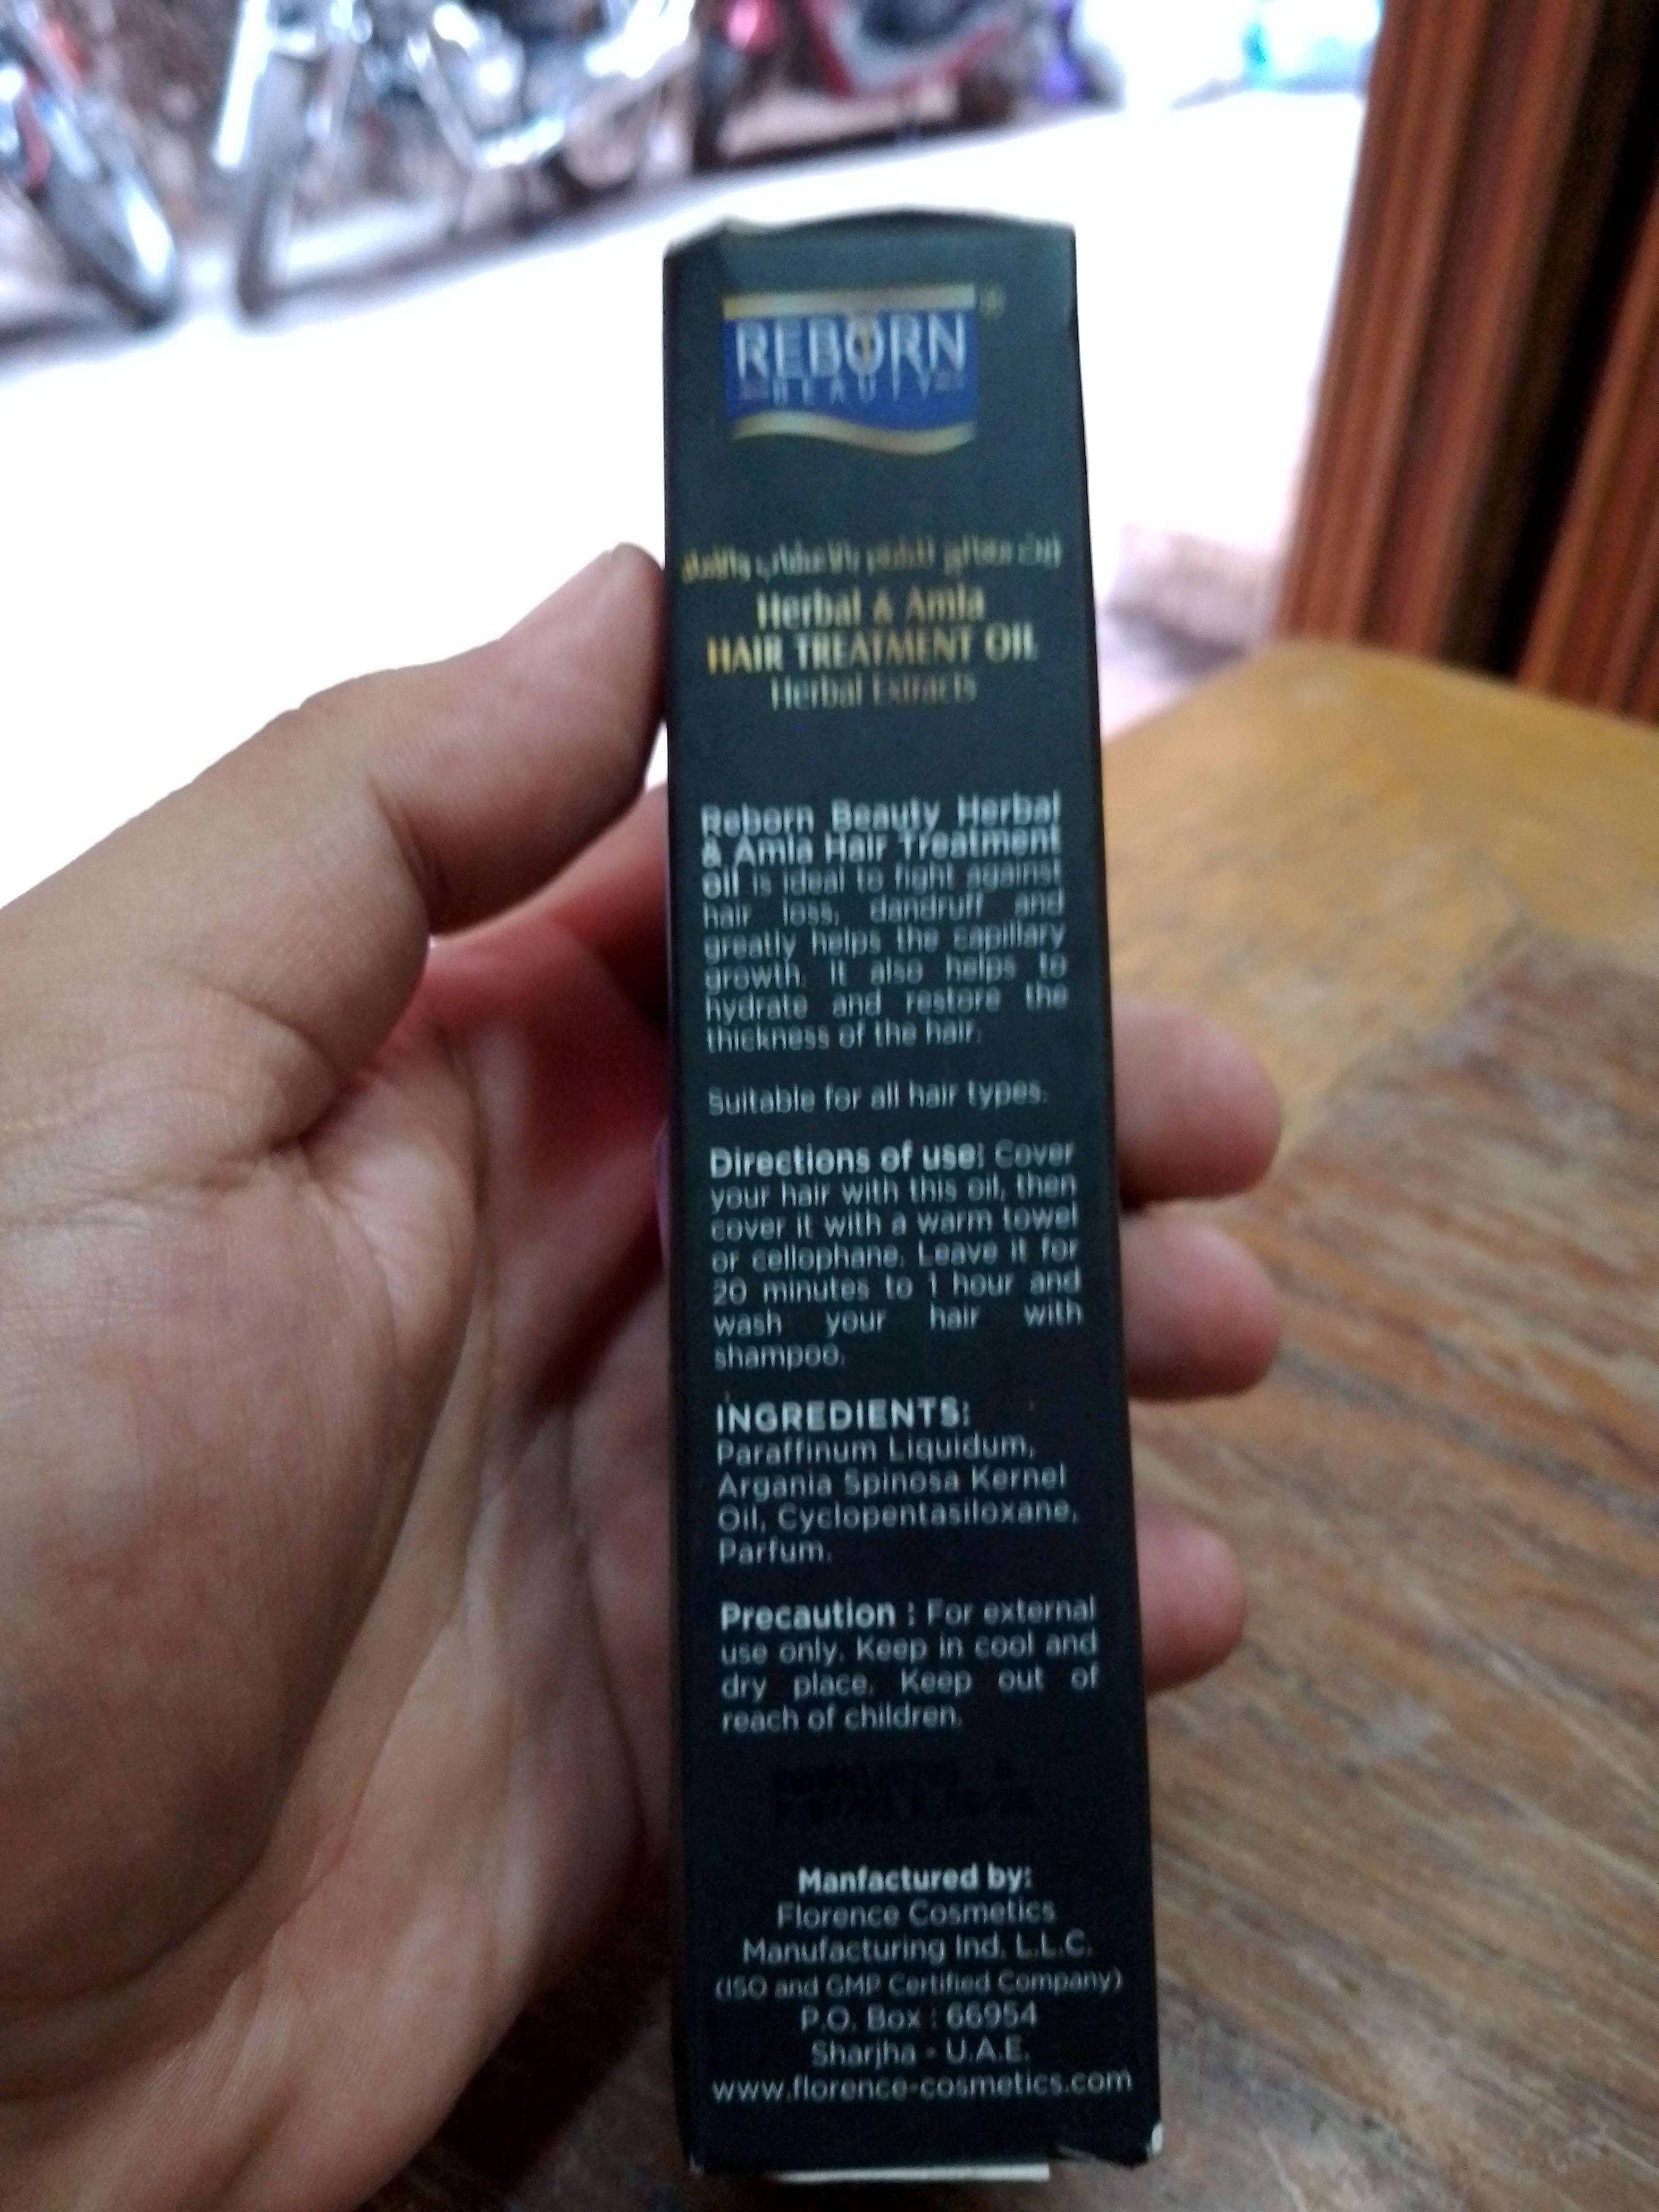 REBORN
BEAUTY
زيت معالج للشعر بالأعشاب والأملا
Herbal & Amla
HAIR TREATMENT OIL
Herbal Extracts
Reborn Beauty Herbal
& Amla Hair Treatment
Oil is ideal to fight against
hair loss, dandruff and
greatly helps the capillary
growth. It also helps to
hydrate and restore the
thickness of the hair.
Suitable for all hair types.
Directions of use: Cover
your hair with this oil, then
cover it with a warm towel
or cellophane. Leave it for
20 minutes to 1 hour and
wash your hair with
shampoo.
INGREDIENTS:
Paraffinum Liquidum,
Argania Spinosa Kernel
Oil, Cyclopentasiloxane,
Parfum.
Precaution : For external
use only. Keep in cool and
dry place. Keep out of
reach of children.
Manfactured by:
Florence Cosmetics
Manufacturing Ind. L.L.C.
(ISO and GMP Certified Company)
P.O. Box : 66954
Sharjha - U.A.E.
www.florence-cosmetics.com